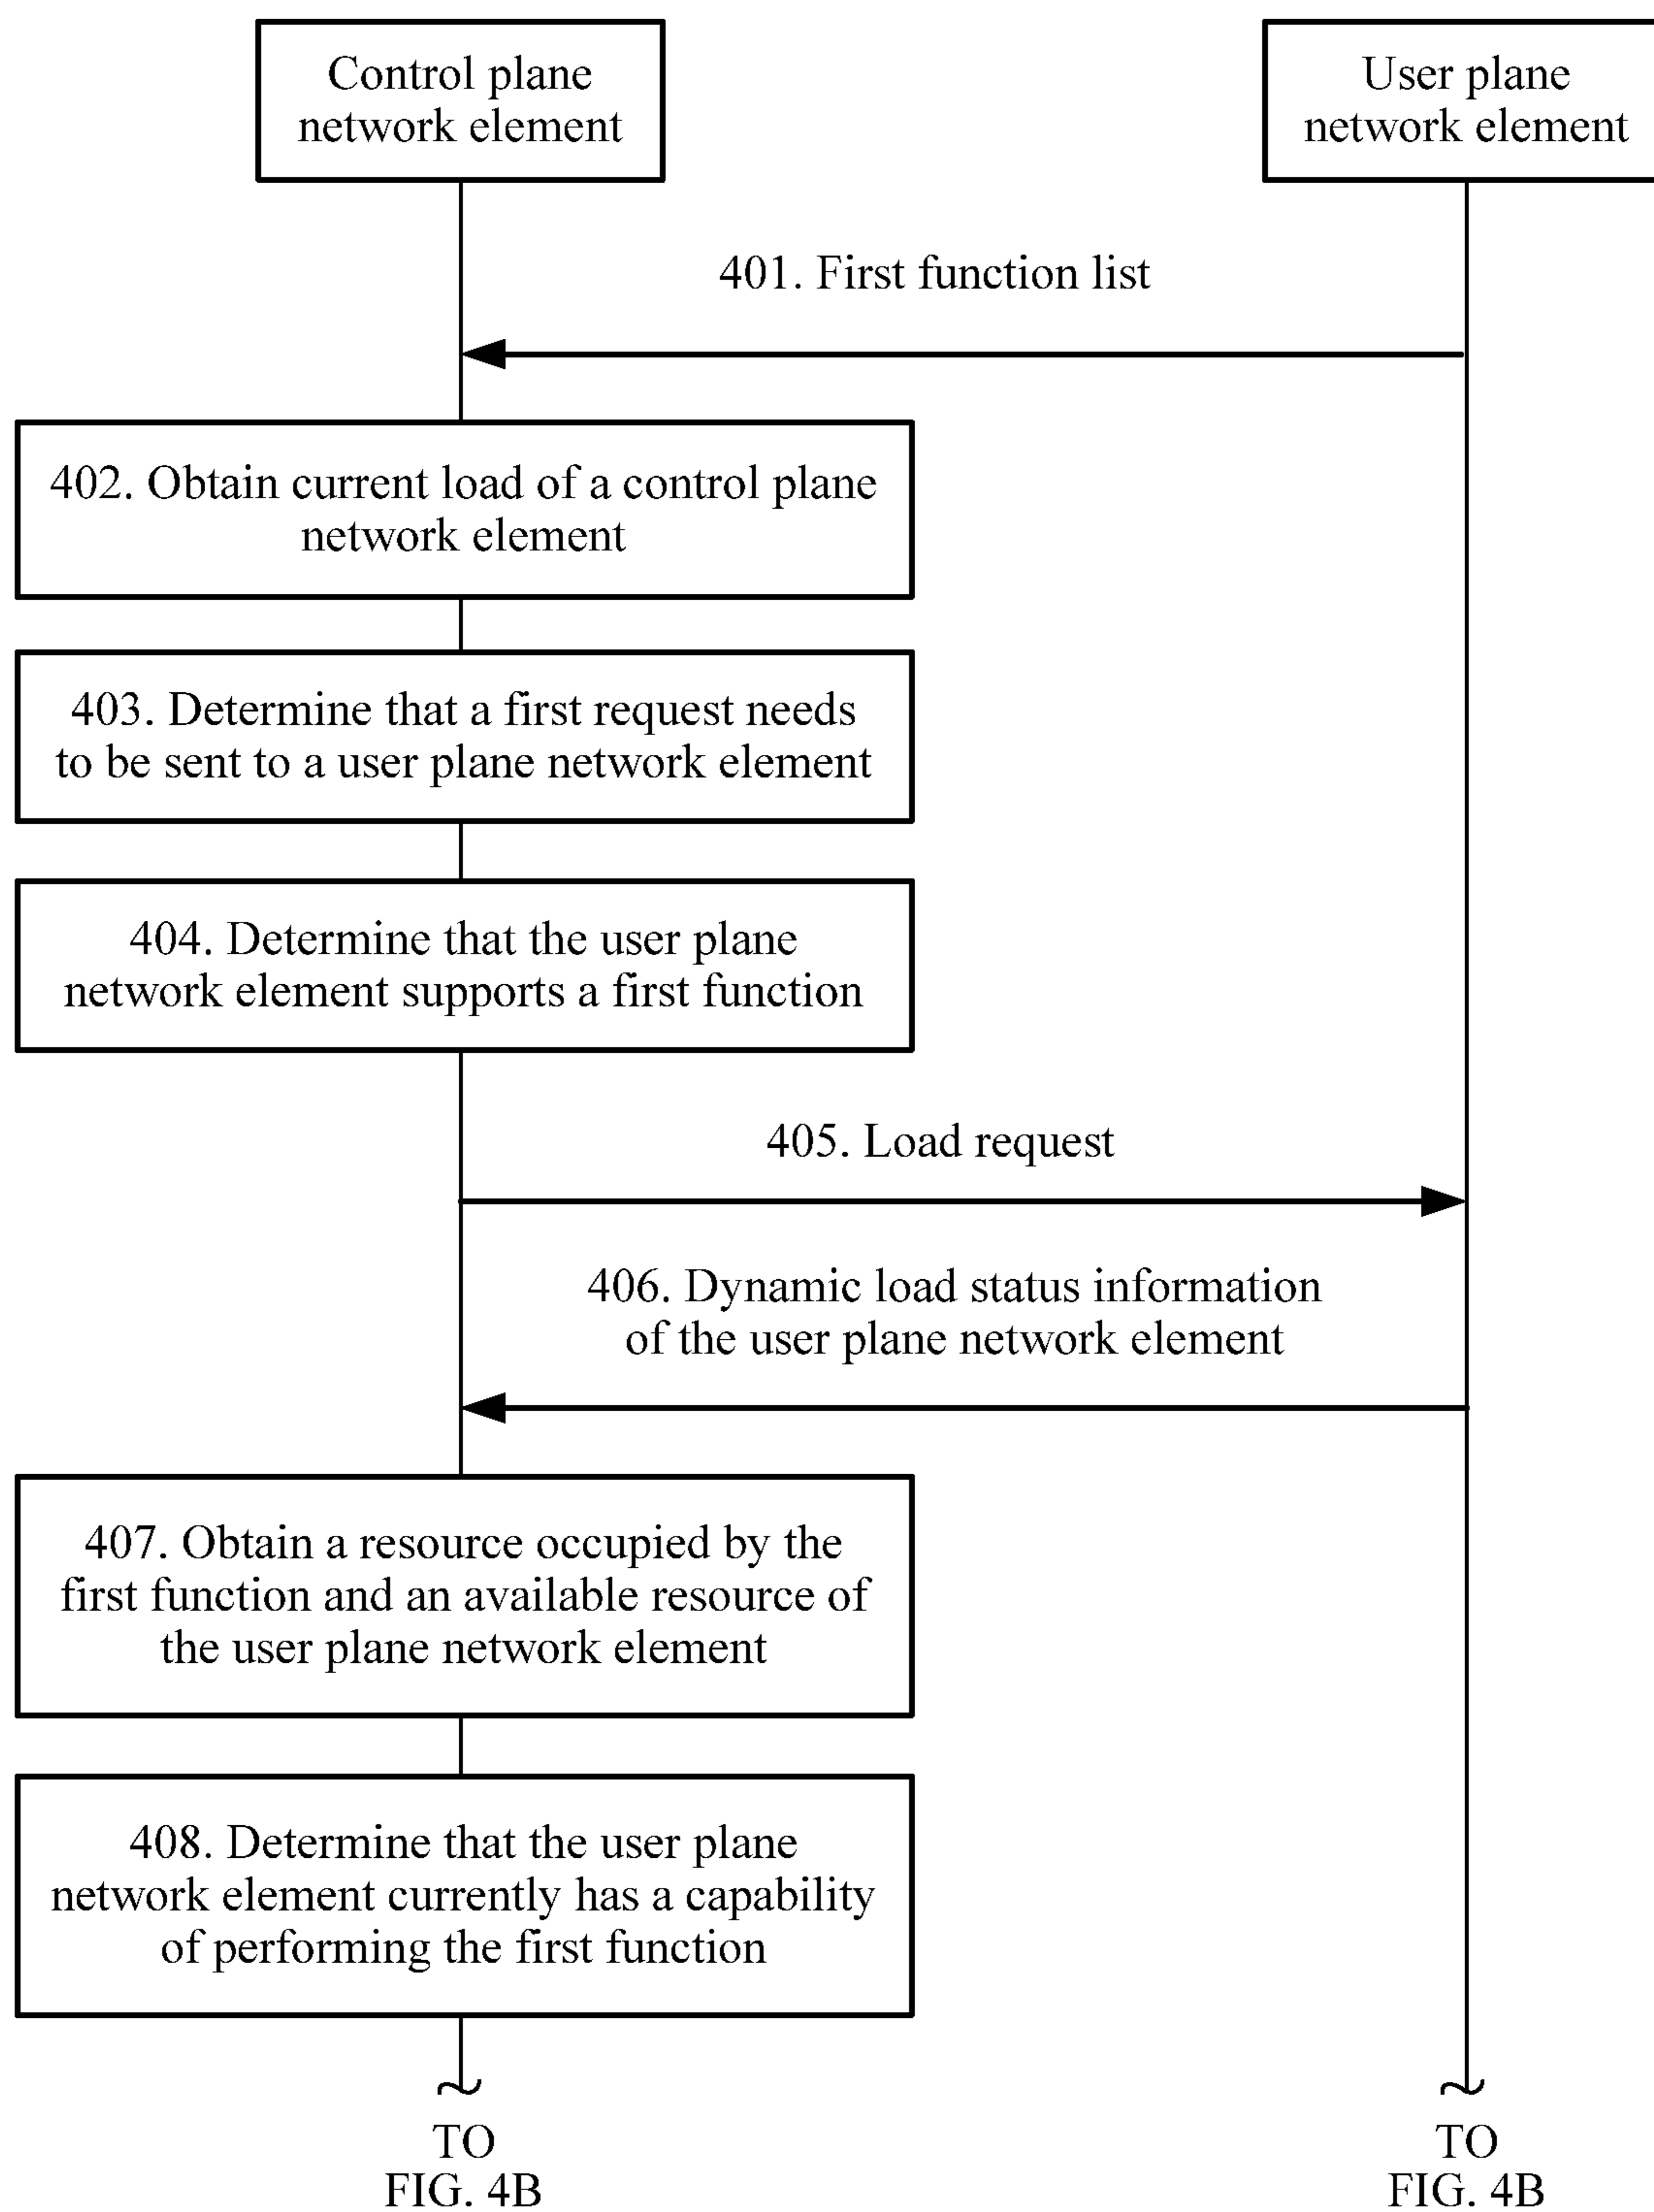 Control plane
network element
User plane
network element
401. First function list
402. Obtain current load of a control plane
network element
403. Determine that a first request needs
to be sent to a user plane network element
404. Determine that the user plane
network element supports a first function
405. Load request
406. Dynamic load status information
of the user plane network element
407. Obtain a resource occupied by the
first function and an available resource of
the user plane network element
408. Determine that the user plane
network element currently has a capability
of performing the first function
TO
FIG. 4B
TO
FIG. 4B